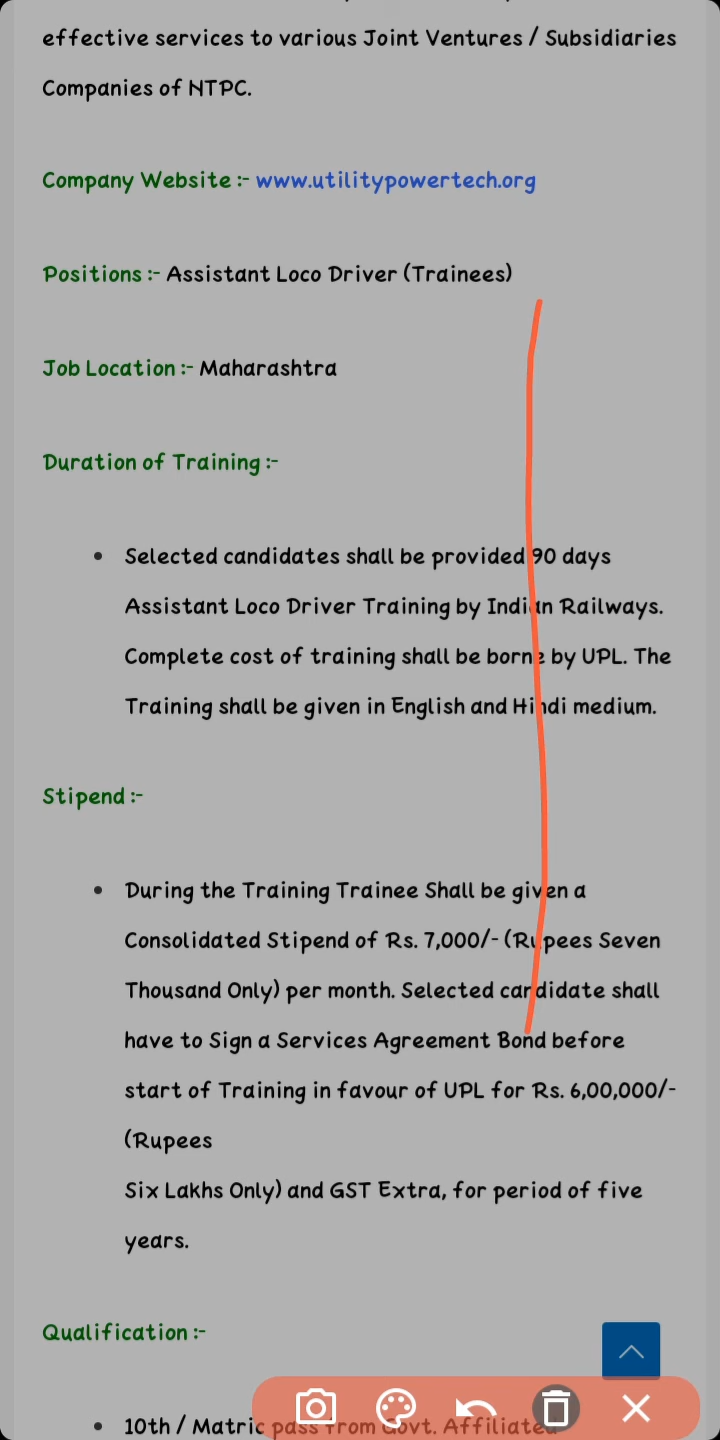 effective services to various Joint Ventures / Subsidiaries
Companies of NTPC.
Company Website :- www.utilitypowertech.org
Positions :- Assistant Loco Driver (Trainees)
Job Location :- Maharashtra
Duration of Training :-
• Selected candidates shall be provided 90 days
Assistant Loco Driver Training by Indian Railways.
Complete cost of training shall be borne by UPL. The
Training shall be given in English and Hindi medium.
Stipend :-
• During the Training Trainee Shall be given a
Consolidated Stipend of Rs. 7,000/- (Rupees Seven
Thousand Only) per month. Selected candidate shall
have to Sign a Services Agreement Bond before
start of Training in favour of UPL for Rs. 6,00,000/-
(Rupees
Six Lakhs Only) and GST Extra, for period of five
years.
Qualification :-
• 10th / Matric pass from Govt. Affiliated